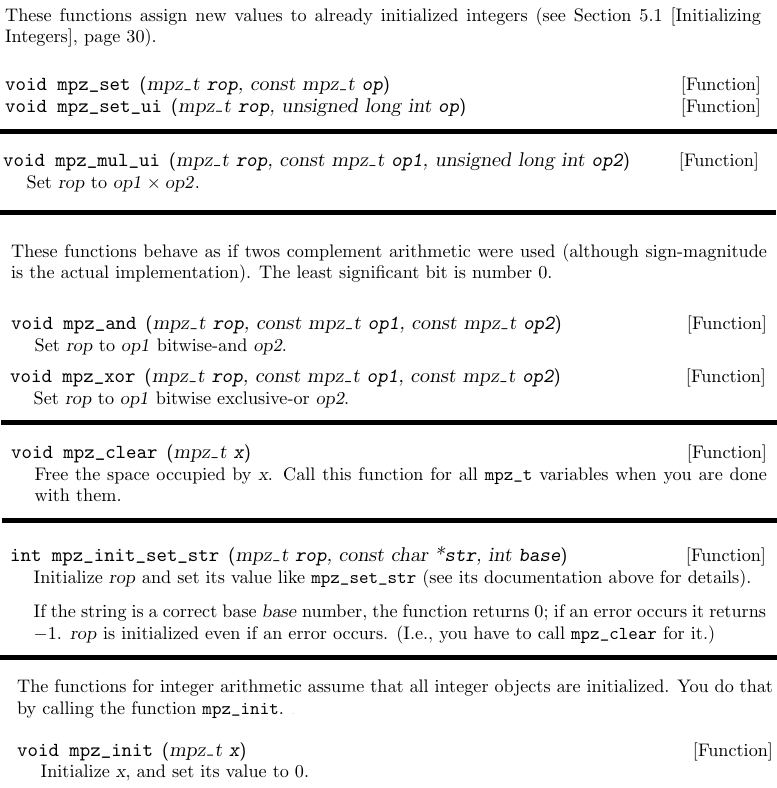 These functions assign new values to already initialized integers (see Section 5.1 [Initializing
Integers], page 30).
void mpz_set (mpz_t rop, const mpz_t op) [Function]
void mpz_set_ui (mpz_t rop, unsigned long int op) [Function]
void mpz_mul_ui (mpz_t rop, const mpz_t op1, unsigned long int op2) [Function]
Set rop to op1 × op2.
These functions behave as if twos complement arithmetic were used (although sign-magnitude
is the actual implementation). The least significant bit is number 0.
void mpz_and (mpz_t rop, const mpz_t op1, const mpz_t op2) [Function]
Set rop to op1 bitwise-and op2.
void mpz_xor (mpz_t rop, const mpz_t op1, const mpz_t op2) [Function]
Set rop to op1 bitwise exclusive-or op2.
void mpz_clear (mpz_t x) [Function]
Free the space occupied by x. Call this function for all mpz_t variables when you are done
with them.
int mpz_init_set_str (mpz_t rop, const char *str, int base) [Function]
Initialize rop and set its value like mpz_set_str (see its documentation above for details).
If the string is a correct base base number, the function returns 0; if an error occurs it returns
−1. rop is initialized even if an error occurs. (I.e., you have to call mpz_clear for it.)
The functions for integer arithmetic assume that all integer objects are initialized. You do that
by calling the function mpz_init.
void mpz_init (mpz_t x) [Function]
Initialize x, and set its value to 0.